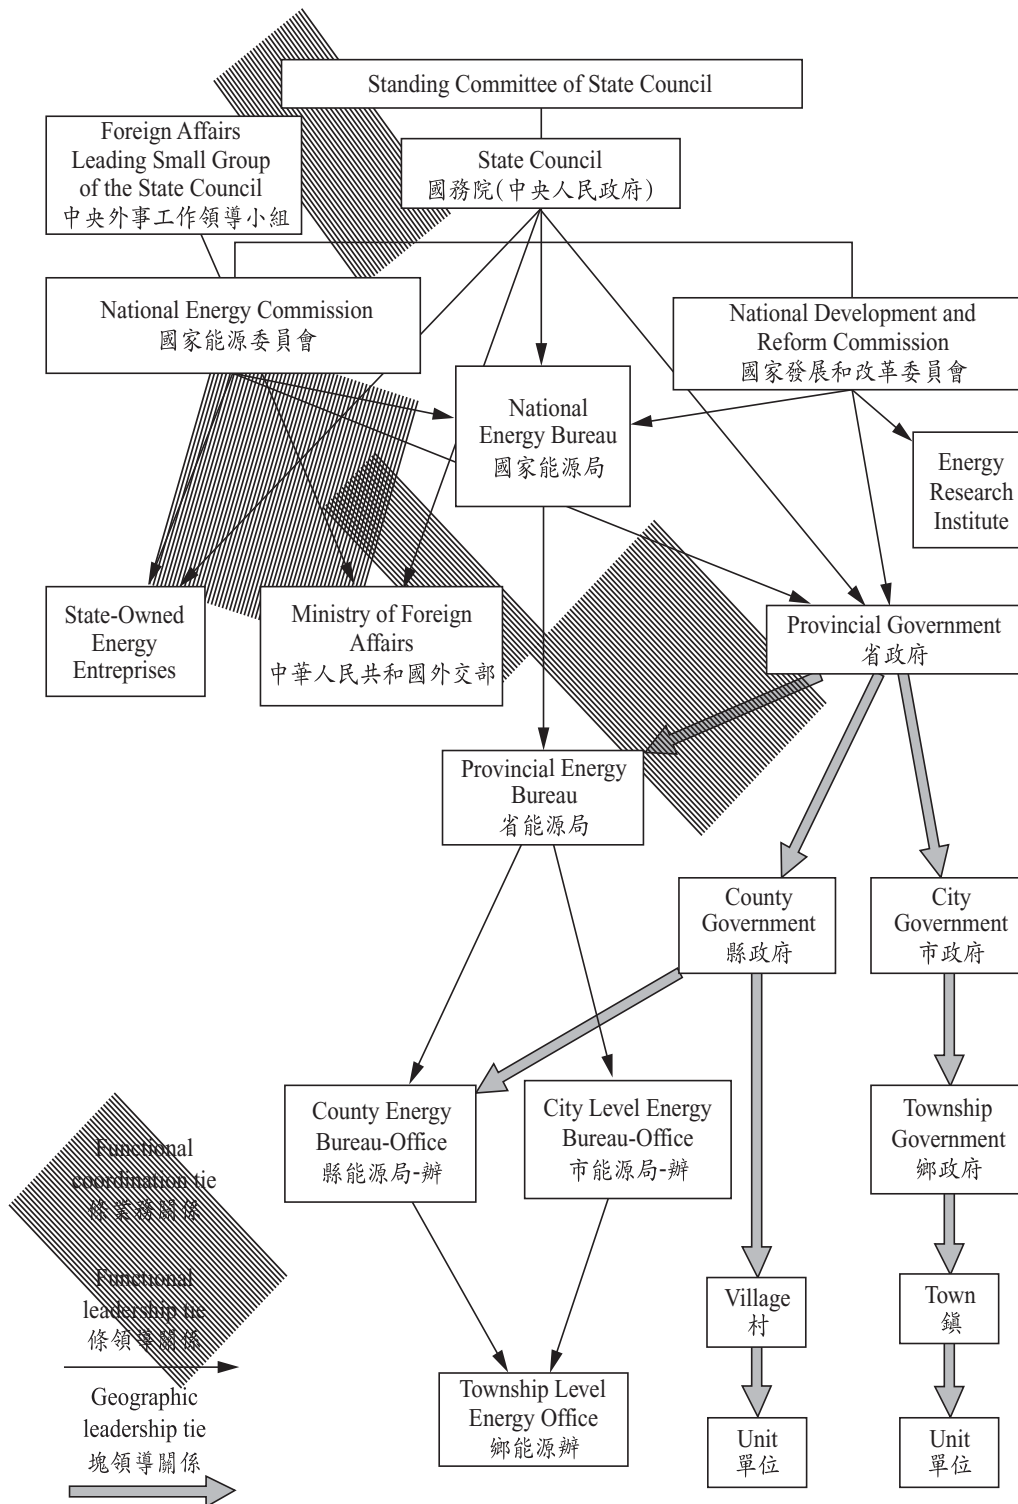 Standing Committee of State Council
Foreign Affairs
Leading Small Group
of the State Council
中央外事工作領導小組
State Council
國務院(中央人民政府)
National Energy Commission
國家能源委員會
National Development and
Reform Commission
國家發展和改革委員會
National
Energy Bureau
國家能源局
Energy
Research
Institute
State-Owned
Energy
Entreprises
Ministry of Foreign
Affairs
中華人民共和國外交部
Provincial Government
省政府
Provincial Energy
Bureau
省能源局
County
Government
縣政府
City
Government
市政府
County Energy
Bureau-Office
縣能源局-辦
City Level Energy
Bureau-Office
市能源局-辦
Township
Government
鄉政府
Village
村
Town
鎮
Township Level
Energy Office
鄉能源辦
Unit
單位
Unit
單位
Functional
coordination tie
條業務關係
Functional
leadership tie
條領導關係
Geographic
leadership tie
塊領導關係